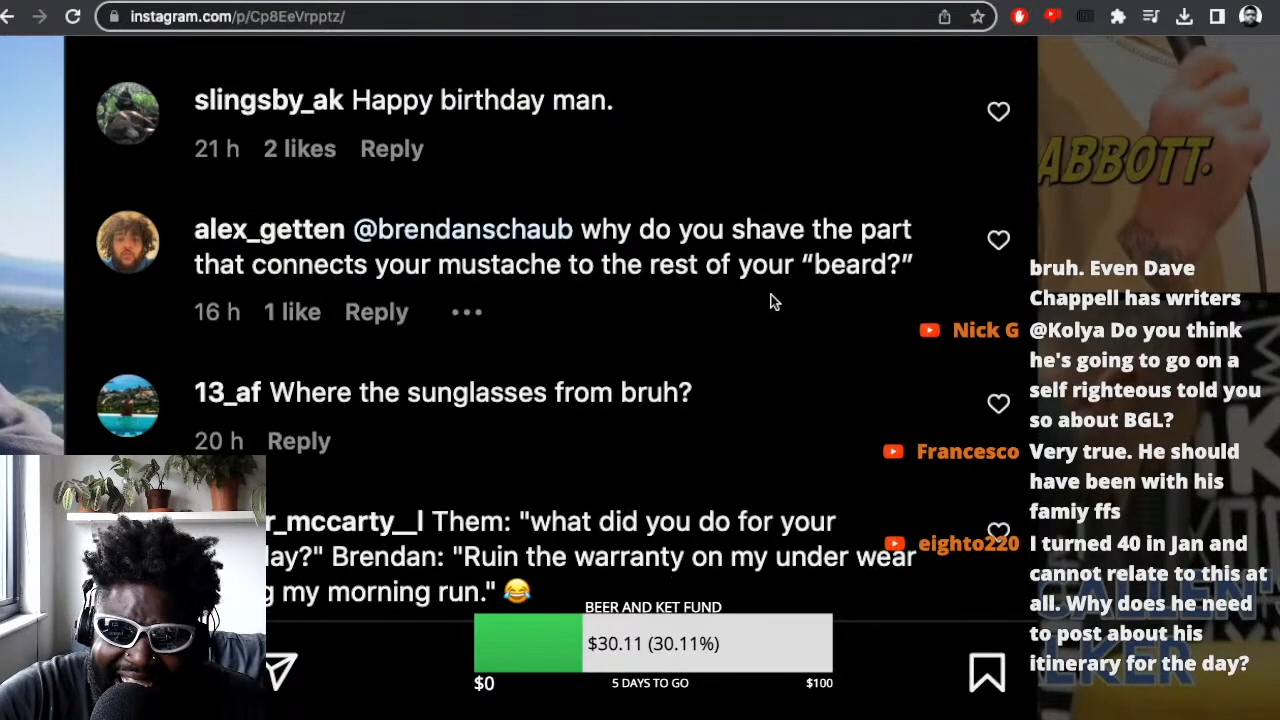 instagram.com/p/Cp8EeVrpptz/
slingsby_ak Happy birthday man.
21 h 2 likes Reply
alex_getten @brendanschaub why do you shave the part
that connects your mustache to the rest of your “beard?”
16 h 1 like Reply
13_af Where the sunglasses from bruh?
20 h Reply
r_mccarty__l Them: "what did you do for your
day?" Brendan: "Ruin the warranty on my under wear
g my morning run." 😂
ABBOTT.
bruh. Even Dave
Chappell has writers
Nick G @Kolya Do you think
he's going to go on a
self righteous told you
so about BGL?
Francesco Very true. He should
have been with his
famiy ffs
eighto220 I turned 40 in Jan and
cannot relate to this at
all. Why does he need
to post about his
itinerary for the day?
BEER AND KET FUND
$30.11 (30.11%)
$0 5 DAYS TO GO $100